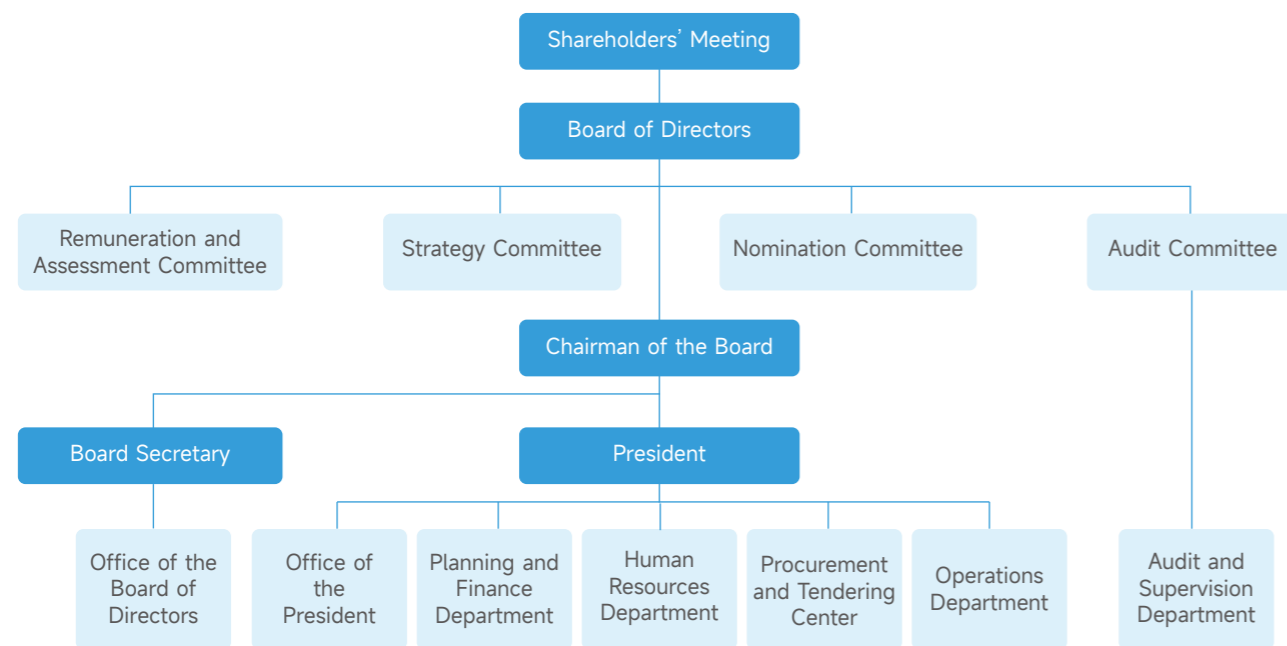 Shareholders’ Meeting
Board of Directors
Remuneration and
Assessment Committee
Strategy Committee
Nomination Committee
Audit Committee
Chairman of the Board
Board Secretary
President
Office of the
Board of
Directors
Office of
the
President
Planning and
Finance
Department
Human
Resources
Department
Procurement
and Tendering
Center
Operations
Department
Audit and
Supervision
Department